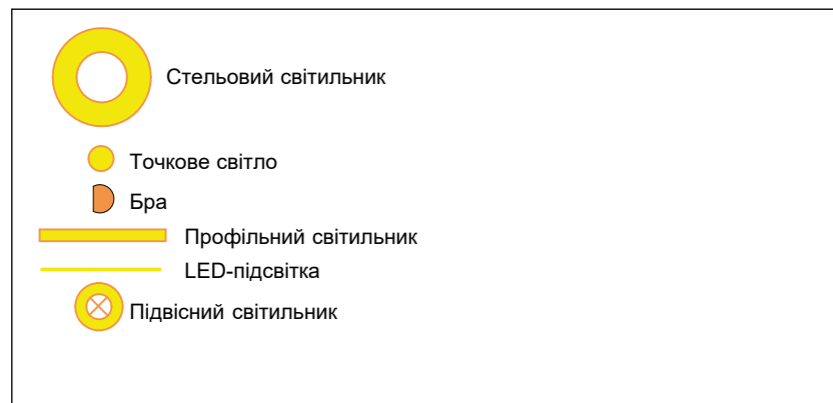 Стельовий світильник
Точкове світло
Бра
Профільний світильник
LED-підсвітка
Підвісний світильник